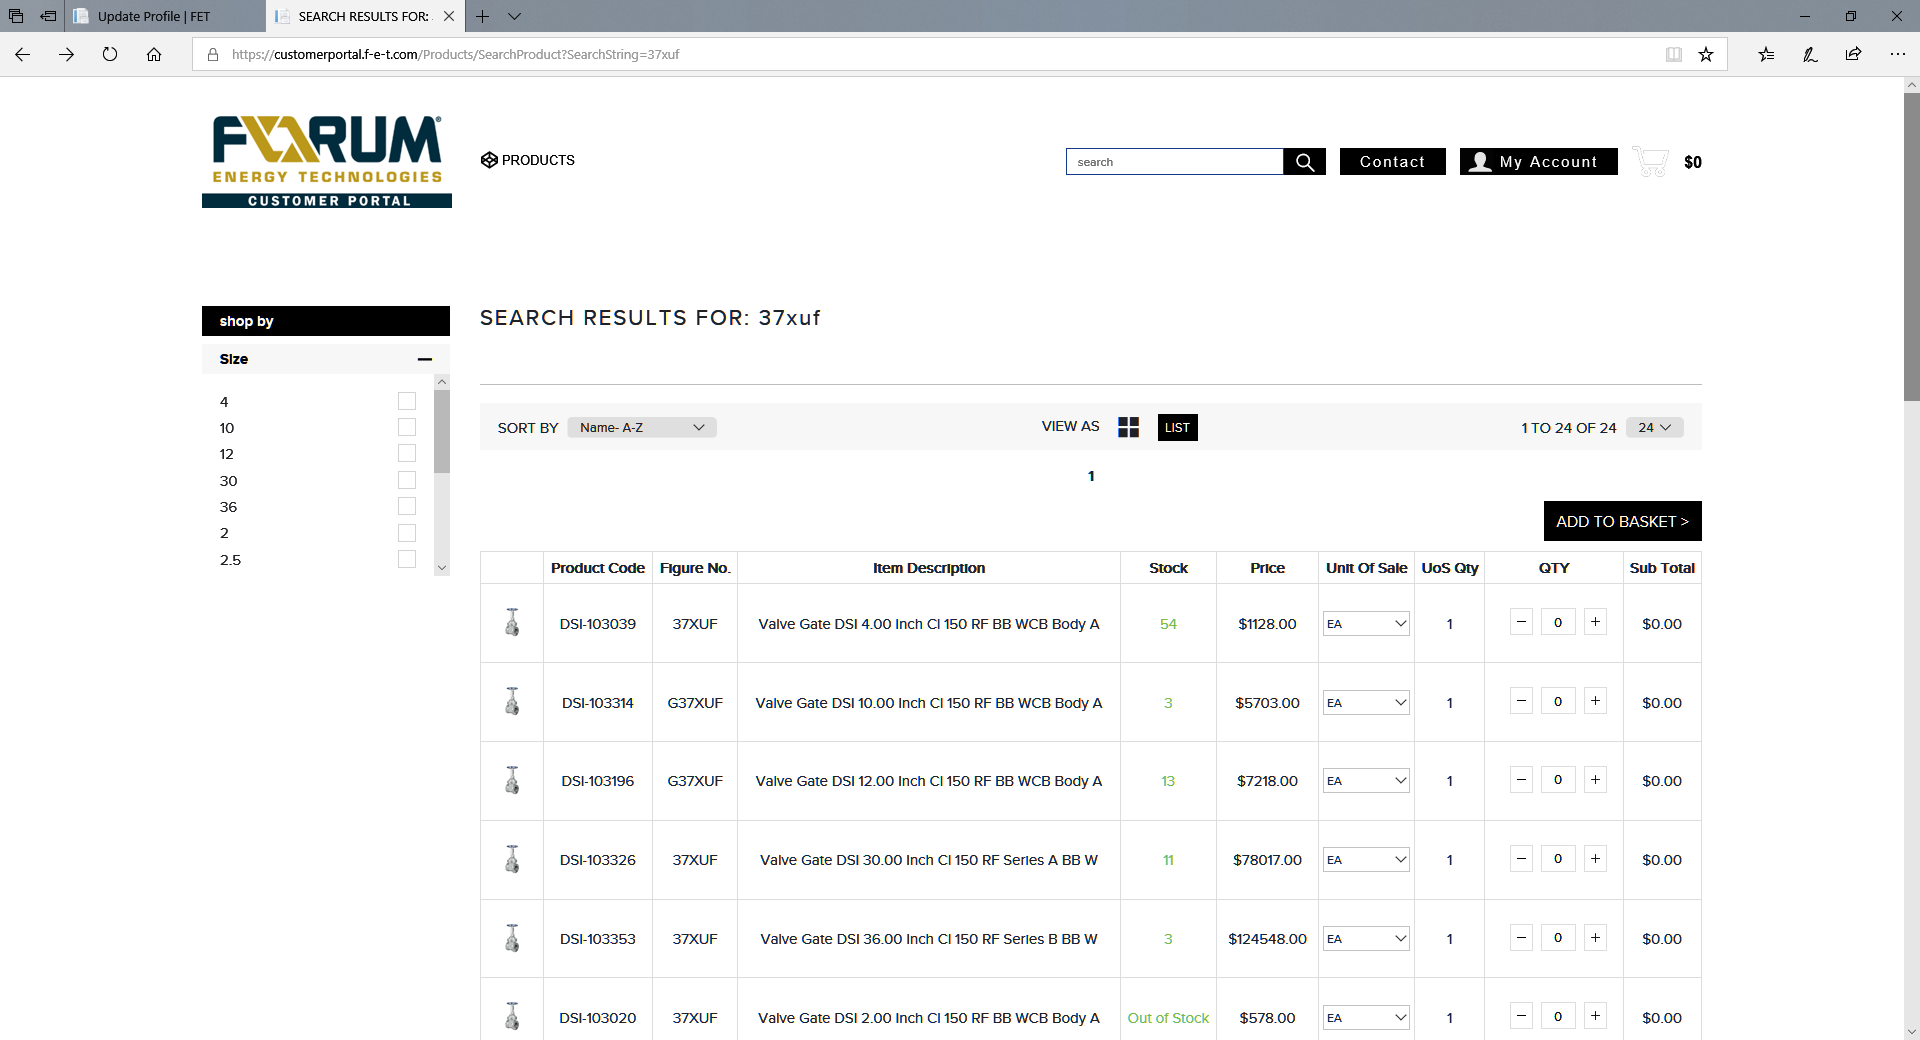 Update Profile | FET
SEARCH RESULTS FOR:
https://customerportal.f-e-t.com/Products/SearchProduct?SearchString=37xuf
FORUM
ENERGY TECHNOLOGIES
CUSTOMER PORTAL
PRODUCTS
search
Contact
My Account
$0
shop by
Size
4
10
12
30
36
2
2.5
SEARCH RESULTS FOR: 37xuf
SORT BY Name- A-Z VIEW AS LIST 1 TO 24 OF 24 24
1
ADD TO BASKET >
Product Code Figure No. Item Description Stock Price Unit Of Sale UoS Qty QTY Sub Total
DSI-103039 37XUF Valve Gate DSI 4.00 Inch Cl 150 RF BB WCB Body A 54 $1128.00 EA 1 − 0 + $0.00
DSI-103314 G37XUF Valve Gate DSI 10.00 Inch Cl 150 RF BB WCB Body A 3 $5703.00 EA 1 − 0 + $0.00
DSI-103196 G37XUF Valve Gate DSI 12.00 Inch Cl 150 RF BB WCB Body A 13 $7218.00 EA 1 − 0 + $0.00
DSI-103326 37XUF Valve Gate DSI 30.00 Inch Cl 150 RF Series A BB W 11 $78017.00 EA 1 − 0 + $0.00
DSI-103353 37XUF Valve Gate DSI 36.00 Inch Cl 150 RF Series B BB W 3 $124548.00 EA 1 − 0 + $0.00
DSI-103020 37XUF Valve Gate DSI 2.00 Inch Cl 150 RF BB WCB Body A Out of Stock $578.00 EA 1 − 0 + $0.00